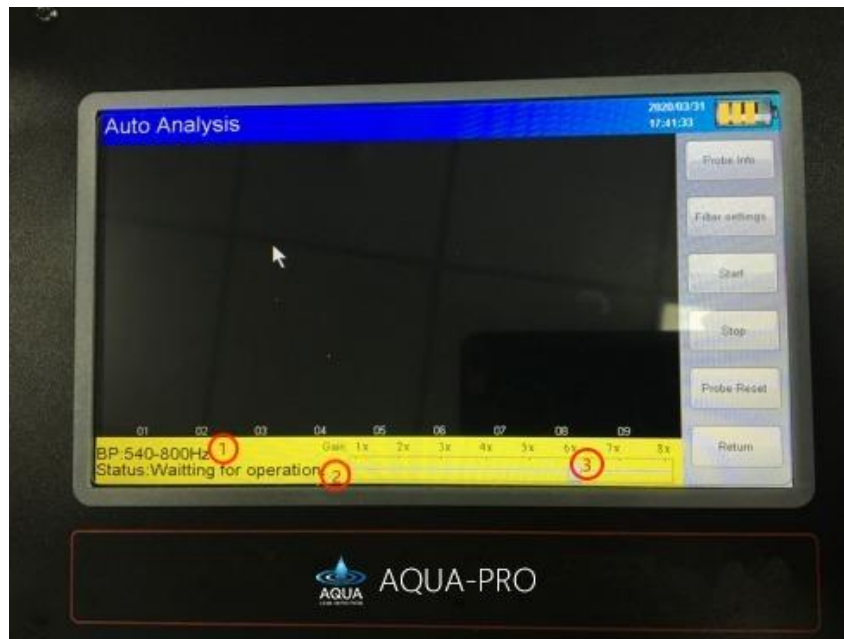 Auto Analysis
2020/03/31
17:41:33
Probe Info
Filter settings
Start
Stop
Probe Reset
Return
01 02 03 04 05 06 07 08 09
BP:540-800Hz 1
Gain 1x 2x 3x 4x 5x 6x 7x 8x
Status:Waitting for operation 2 3
AQUA
AQUA-PRO